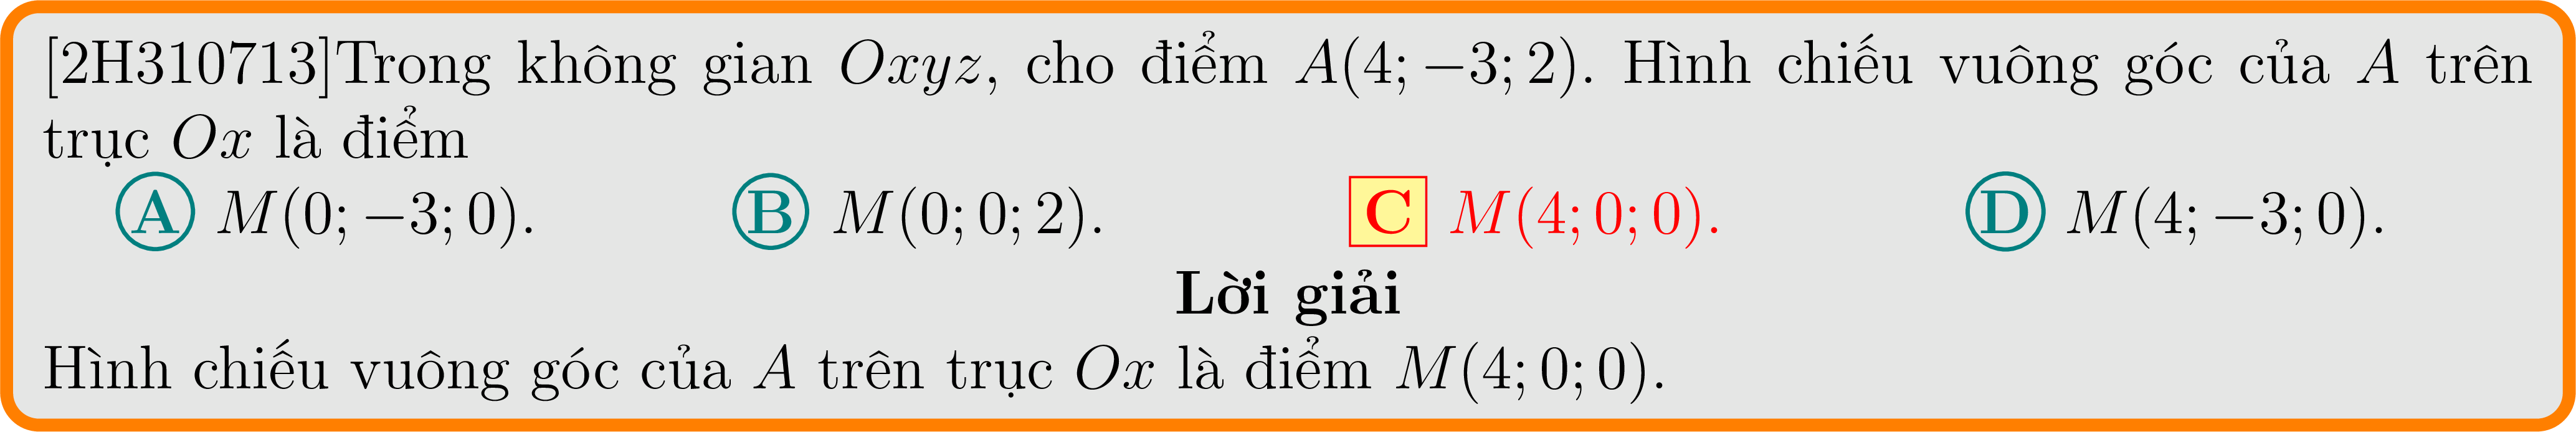 [2H310713]Trong không gian Oxyz, cho điểm A(4; −3; 2). Hình chiếu vuông góc của A trên
trục Ox là điểm
A M(0; −3; 0). B M(0; 0; 2). C M(4; 0; 0). D M(4; −3; 0).
Lời giải
Hình chiếu vuông góc của A trên trục Ox là điểm M(4; 0; 0).